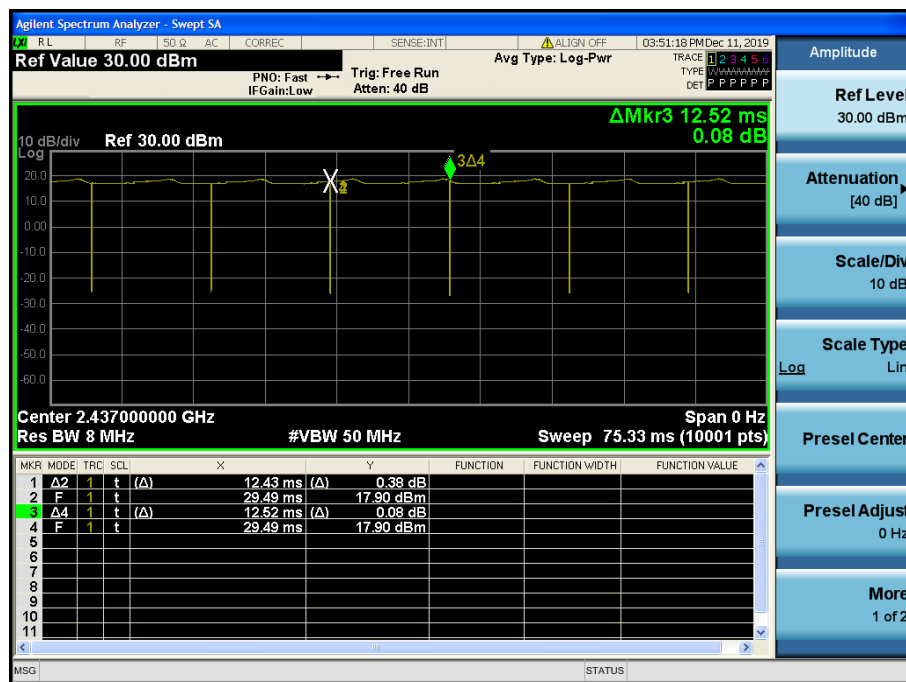 Agilent Spectrum Analyzer - Swept SA
LXI RL RF 50 Ω AC CORREC SENSE:INT ALIGN OFF 03:51:18 PM Dec 11, 2019
Ref Value 30.00 dBm
PNO: Fast
IFGain:Low
Trig: Free Run
Atten: 40 dB
Avg Type: Log-Pwr
TRACE 1 2 3 4 5 6
TYPE WWWWWW
DET P P P P P P
ΔMkr3 12.52 ms
0.08 dB
10 dB/div Ref 30.00 dBm
Log
3Δ4
20.0
10.0
0.00
-10.0
-20.0
-30.0
-40.0
-50.0
-60.0
Center 2.437000000 GHz Span 0 Hz
Res BW 8 MHz #VBW 50 MHz Sweep 75.33 ms (10001 pts)
MKR MODE TRC SCL X Y FUNCTION FUNCTION WIDTH FUNCTION VALUE
1 Δ2 1 t (Δ) 12.43 ms (Δ) 0.38 dB
2 F 1 t 29.49 ms 17.90 dBm
3 Δ4 1 t (Δ) 12.52 ms (Δ) 0.08 dB
4 F 1 t 29.49 ms 17.90 dBm
5
6
7
8
9
10
11
MSG STATUS
Amplitude
Ref Level
30.00 dBm
Attenuation
[40 dB]
Scale/Div
10 dB
Scale Type
Log Lin
Presel Center
Presel Adjust
0 Hz
More
1 of 2